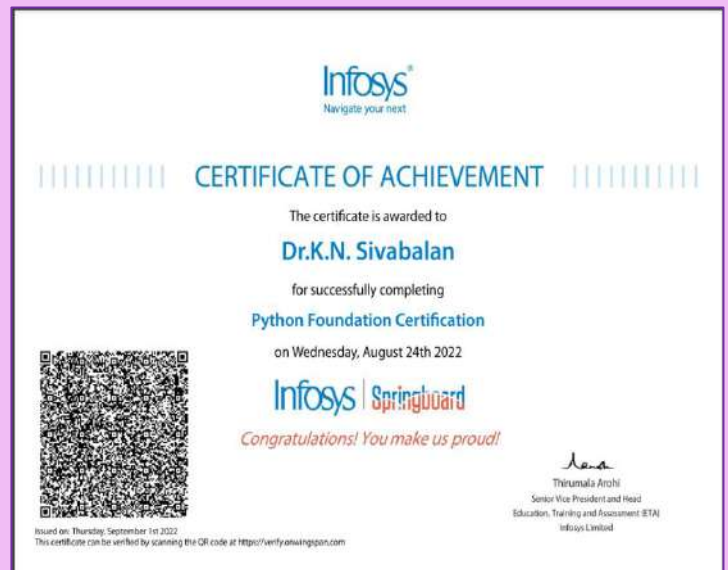 Infosys®
Navigate your next
CERTIFICATE OF ACHIEVEMENT
The certificate is awarded to
Dr.K.N. Sivabalan
for successfully completing
Python Foundation Certification
on Wednesday, August 24th 2022
Infosys | Springboard
Congratulations! You make us proud!
Thirumala Arohi
Senior Vice President and Head
Education, Training and Assessment (ETA)
Infosys Limited
Issued on: Thursday, September 1st 2022
This certificate can be verified by scanning the QR code at https://verify.onwingspan.com